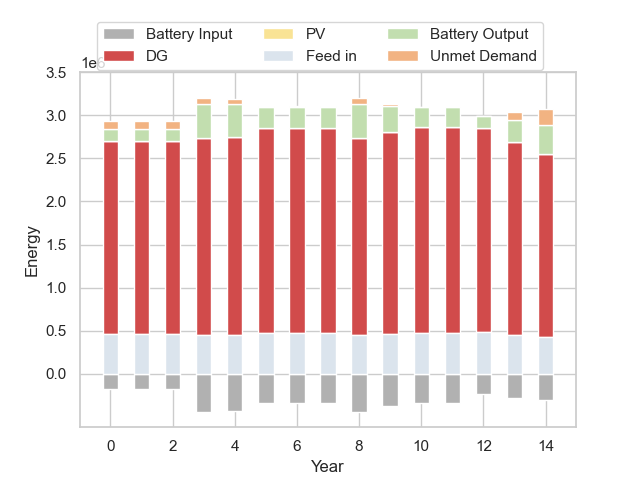 Battery Input PV Battery Output
DG Feed in Unmet Demand
1e6
3.5
3.0
2.5
2.0
1.5
1.0
0.5
0.0
Energy
0 2 4 6 8 10 12 14
Year